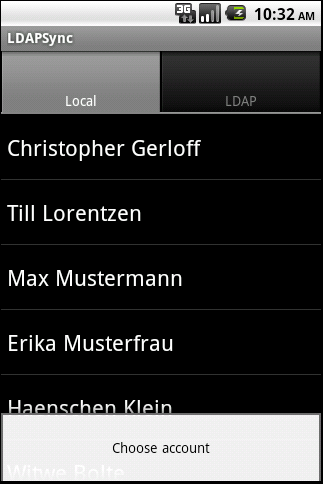 3G 10:32 AM
LDAPSync
Local LDAP
Christopher Gerloff
Till Lorentzen
Max Mustermann
Erika Musterfrau
Haenschen Klein
Choose account
Witwe Bolte